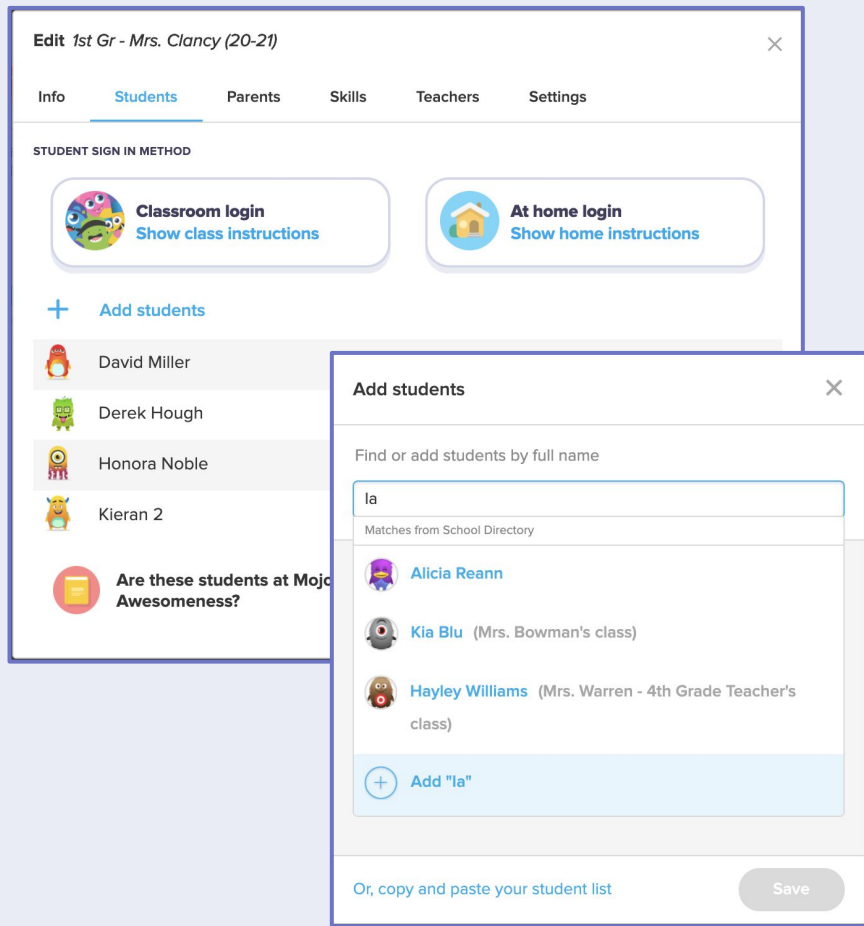 Edit 1st Gr - Mrs. Clancy (20-21)
Info Students Parents Skills Teachers Settings
STUDENT SIGN IN METHOD
Classroom login
Show class instructions
At home login
Show home instructions
Add students
David Miller
Derek Hough
Honora Noble
Kieran 2
Are these students at Mojo
Awesomeness?
Add students
Find or add students by full name
Ia
Matches from School Directory
Alicia Reann
Kia Blu (Mrs. Bowman's class)
Hayley Williams (Mrs. Warren - 4th Grade Teacher's
class)
Add "Ia"
Or, copy and paste your student list
Save